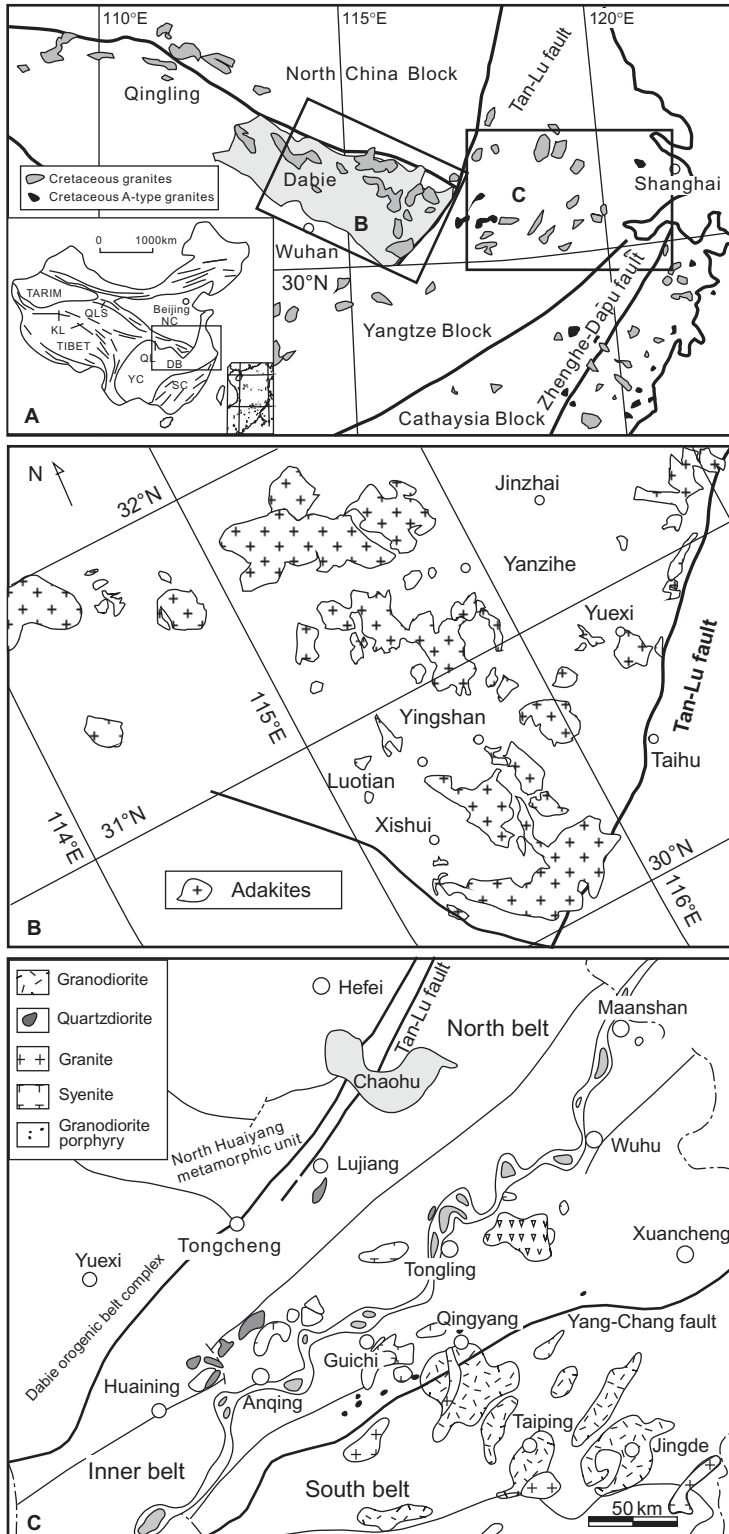 110°E
115°E
120°E
North China Block
Tan-Lu fault
Qingling
Cretaceous granites
Cretaceous A-type granites
Dabie
B
C
Shanghai
Wuhan
30°N
0 1000km
TARIM
QLS
Beijing
NC
KL
TIBET
QL
DB
YC
SC
Yangtze Block
Zhenghe-Dapu fault
Cathaysia Block
A
N
32°N
Jinzhai
Yanzihe
Yuexi
Tan-Lu fault
115°E
Yingshan
Taihu
Luotian
31°N
114°E
Xishui
30°N
116°E
Adakites
B
Granodiorite
Quartzdiorite
Granite
Syenite
Granodiorite
porphyry
Hefei
Tan-Lu fault
North belt
Maanshan
Chaohu
North Huaiyang
metamorphic unit
Wuhu
Lujiang
Tongcheng
Xuancheng
Yuexi
Tongling
Dabie orogenic belt complex
Qingyang
Yang-Chang fault
Guichi
Huaining
Anqing
Taiping
Jingde
Inner belt
South belt
50 km
C